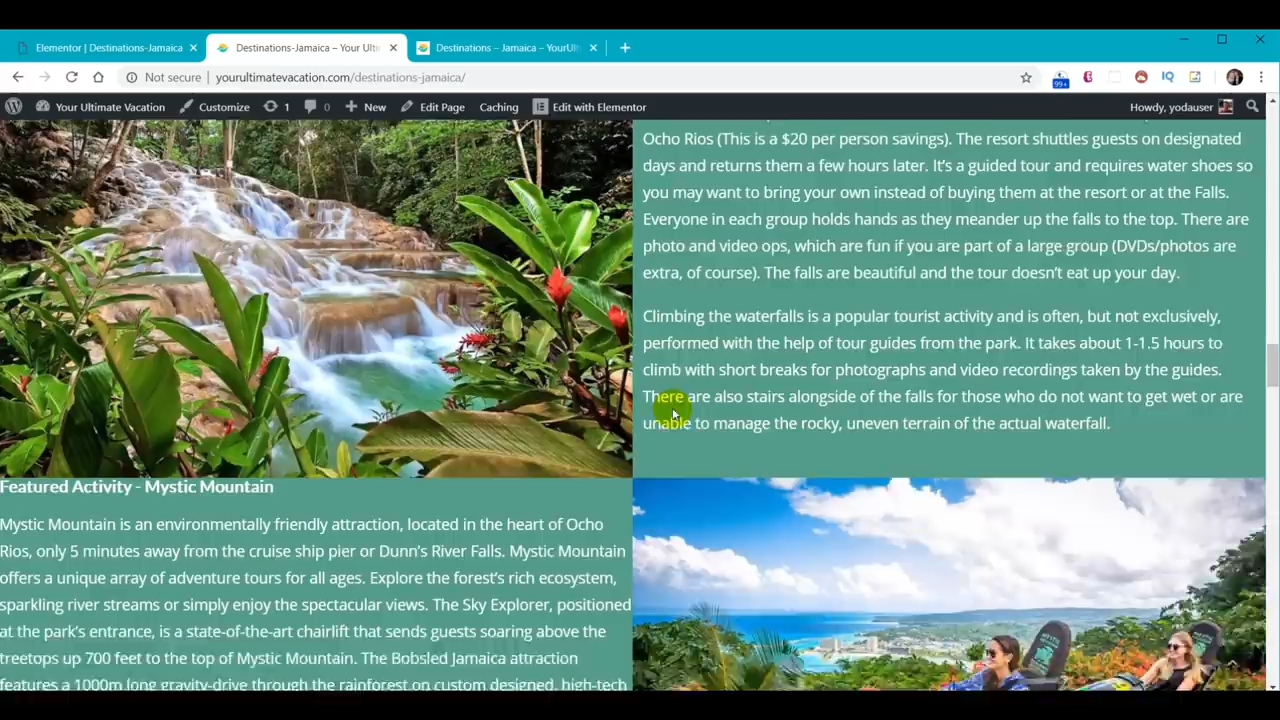 Elementor | Destinations-Jamaica
Destinations-Jamaica – Your Ulti
Destinations – Jamaica – YourUlt
Not secure
yourultimatevacation.com/destinations-jamaica/
99+
IQ
Your Ultimate Vacation
Customize
1
0
New
Edit Page
Caching
Edit with Elementor
Howdy, yodauser
Ocho Rios (This is a $20 per person savings). The resort shuttles guests on designated
days and returns them a few hours later. It's a guided tour and requires water shoes so
you may want to bring your own instead of buying them at the resort or at the Falls.
Everyone in each group holds hands as they meander up the falls to the top. There are
photo and video ops, which are fun if you are part of a large group (DVDs/photos are
extra, of course). The falls are beautiful and the tour doesn't eat up your day.
Climbing the waterfalls is a popular tourist activity and is often, but not exclusively,
performed with the help of tour guides from the park. It takes about 1-1.5 hours to
climb with short breaks for photographs and video recordings taken by the guides.
There are also stairs alongside of the falls for those who do not want to get wet or are
unable to manage the rocky, uneven terrain of the actual waterfall.
Featured Activity - Mystic Mountain
Mystic Mountain is an environmentally friendly attraction, located in the heart of Ocho
Rios, only 5 minutes away from the cruise ship pier or Dunn's River Falls. Mystic Mountain
offers a unique array of adventure tours for all ages. Explore the forest's rich ecosystem,
sparkling river streams or simply enjoy the spectacular views. The Sky Explorer, positioned
at the park's entrance, is a state-of-the-art chairlift that sends guests soaring above the
treetops up 700 feet to the top of Mystic Mountain. The Bobsled Jamaica attraction
features a 1000m long gravity-drive through the rainforest on custom designed, high-tech